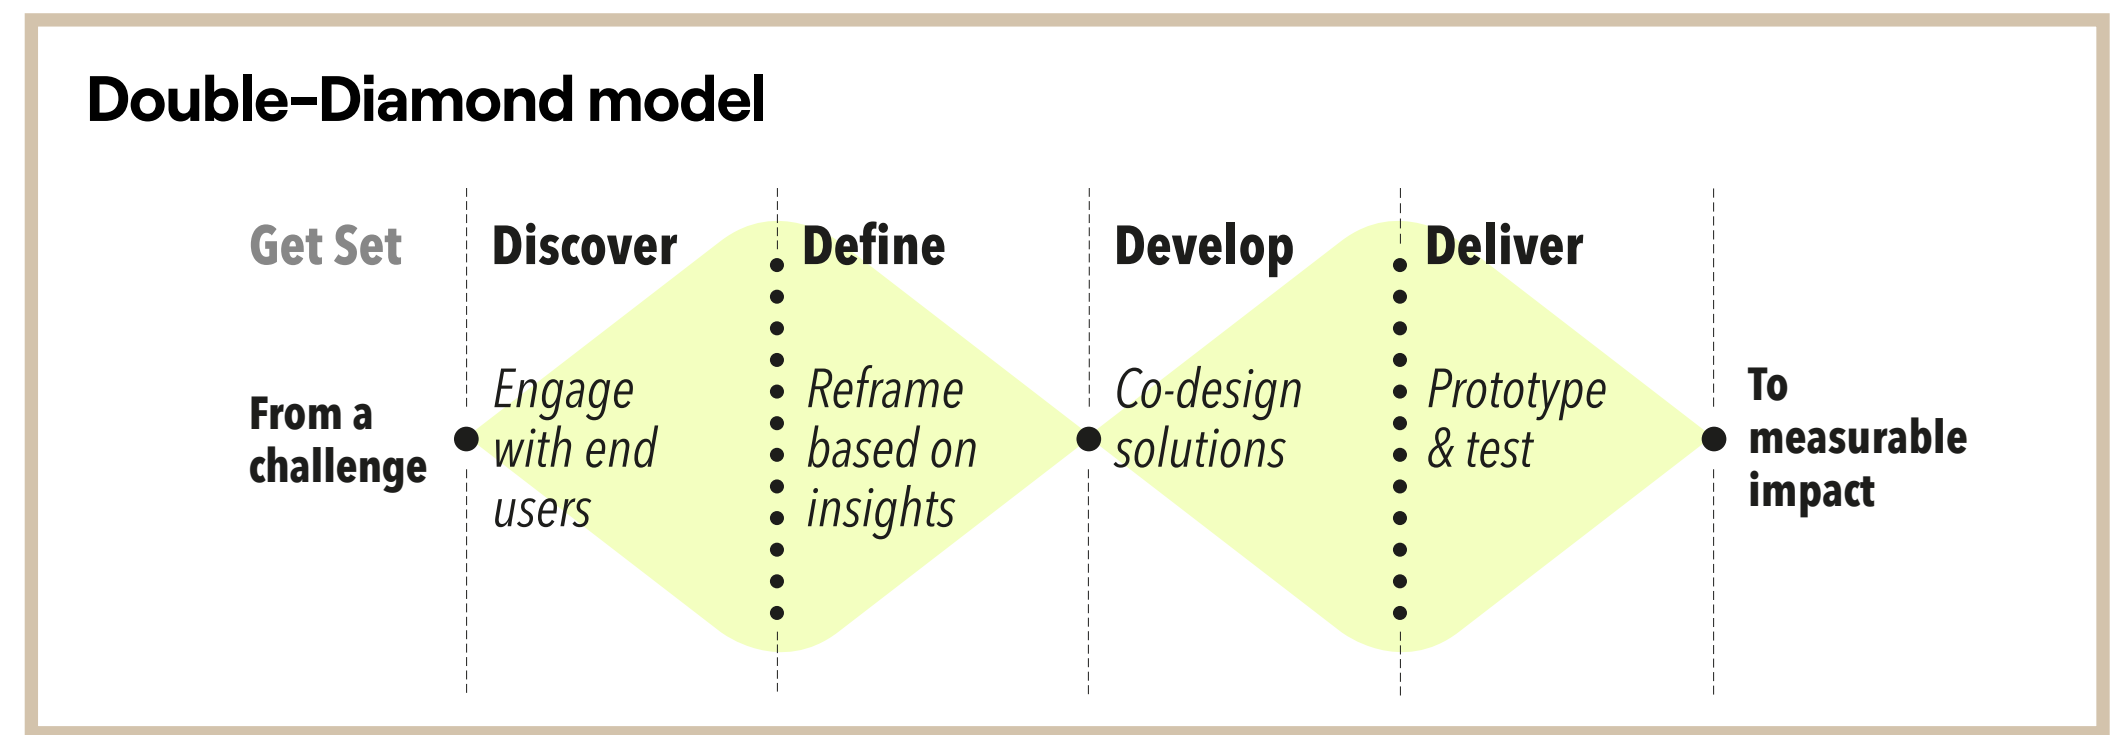 Double-Diamond model
Get Set
Discover
Define
Develop
Deliver
From a
challenge
Engage
with end
users
Reframe
based on
insights
Co-design
solutions
Prototype
& test
To
measurable
impact